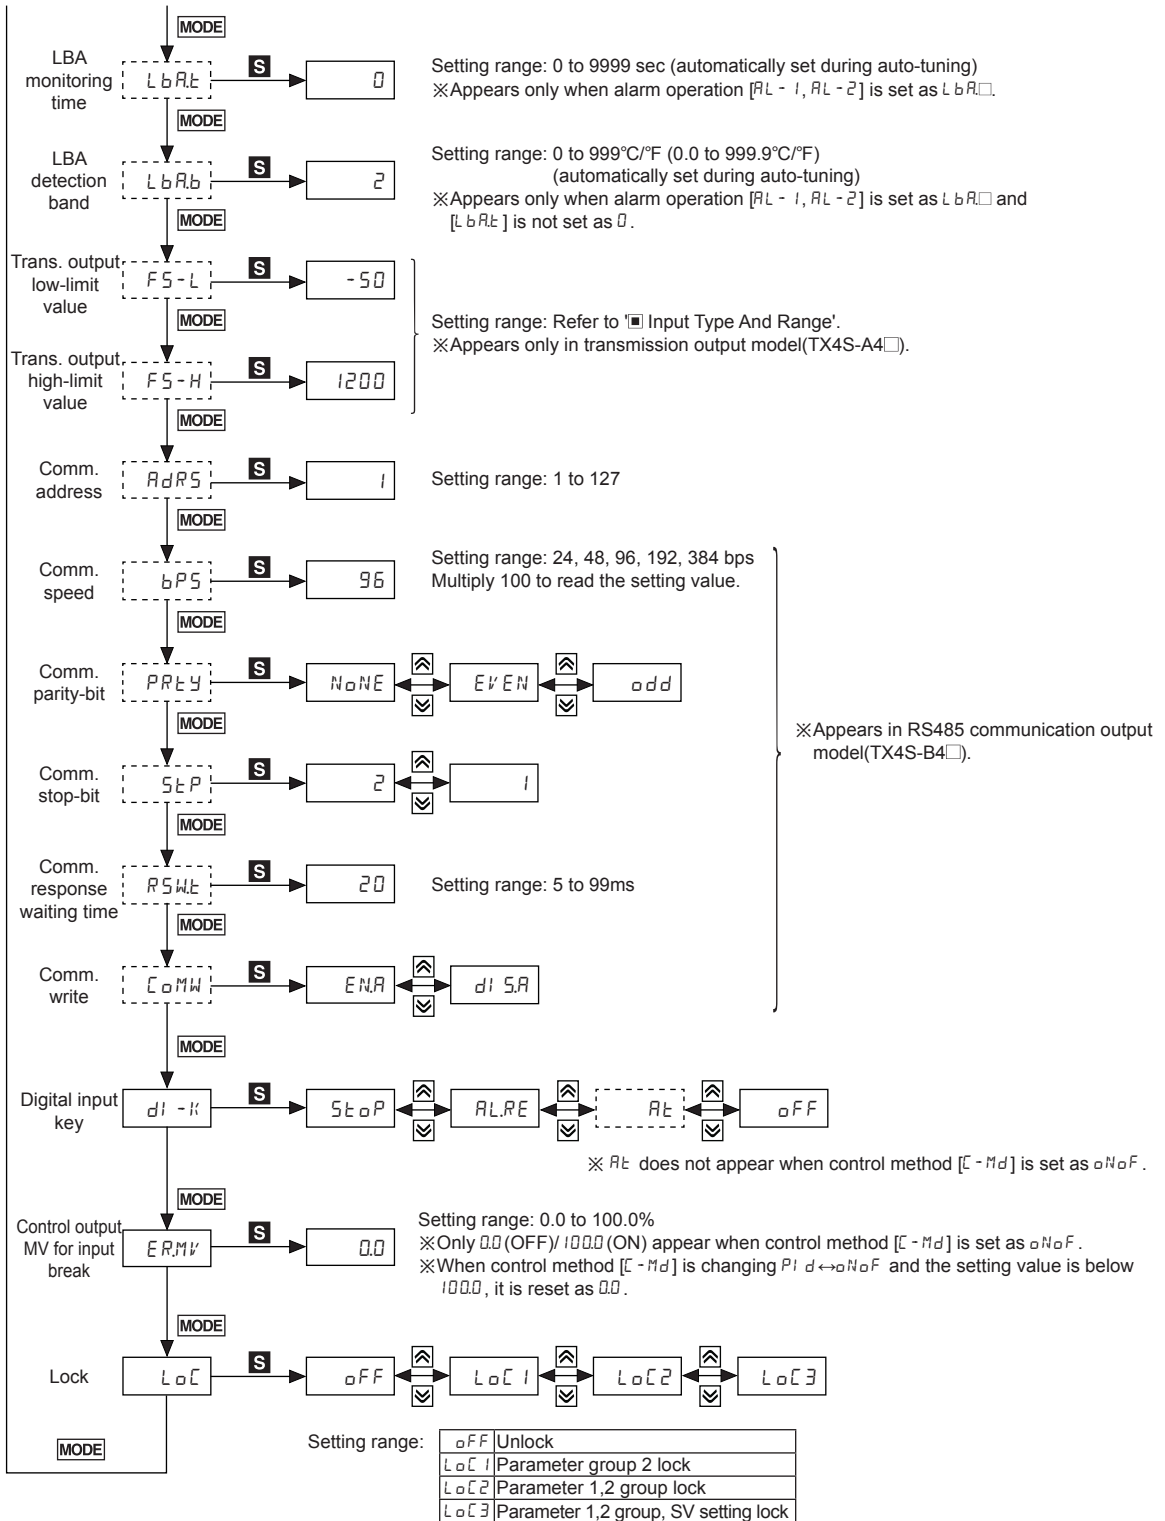 MODE
LBA
monitoring
time
LbA.t
S
0
Setting range: 0 to 9999 sec (automatically set during auto-tuning)
※Appears only when alarm operation [AL-1, AL-2] is set as LbA.□.
MODE
LBA
detection
band
LbA.b
S
2
Setting range: 0 to 999°C/°F (0.0 to 999.9°C/°F)
(automatically set during auto-tuning)
※Appears only when alarm operation [AL-1, AL-2] is set as LbA.□ and
[LbA.t] is not set as 0.
MODE
Trans. output
low-limit
value
FS-L
S
-50
MODE
Setting range: Refer to '▣ Input Type And Range'.
※Appears only in transmission output model(TX4S-A4□).
Trans. output
high-limit
value
FS-H
S
1200
MODE
Comm.
address
AdRS
S
1
Setting range: 1 to 127
MODE
Comm.
speed
bPS
S
96
Setting range: 24, 48, 96, 192, 384 bps
Multiply 100 to read the setting value.
MODE
Comm.
parity-bit
PRtY
S
NoNE
EVEN
odd
MODE
※Appears in RS485 communication output
model(TX4S-B4□).
Comm.
stop-bit
StP
S
2
1
MODE
Comm.
response
waiting time
RSW.t
S
20
Setting range: 5 to 99ms
MODE
Comm.
write
CoMW
S
EN.A
dIS.A
MODE
Digital input
key
dI-K
S
StoP
AL.RE
At
oFF
※ At does not appear when control method [C-Md] is set as oNoF.
MODE
Control output
MV for input
break
ER.MV
S
0.0
Setting range: 0.0 to 100.0%
※Only 0.0 (OFF)/ 100.0 (ON) appear when control method [C-Md] is set as oNoF.
※When control method [C-Md] is changing PId↔oNoF and the setting value is below
100.0, it is reset as 0.0.
MODE
Lock
LoC
S
oFF
LoC1
LoC2
LoC3
MODE
Setting range:
oFF Unlock
LoC1 Parameter group 2 lock
LoC2 Parameter 1,2 group lock
LoC3 Parameter 1,2 group, SV setting lock